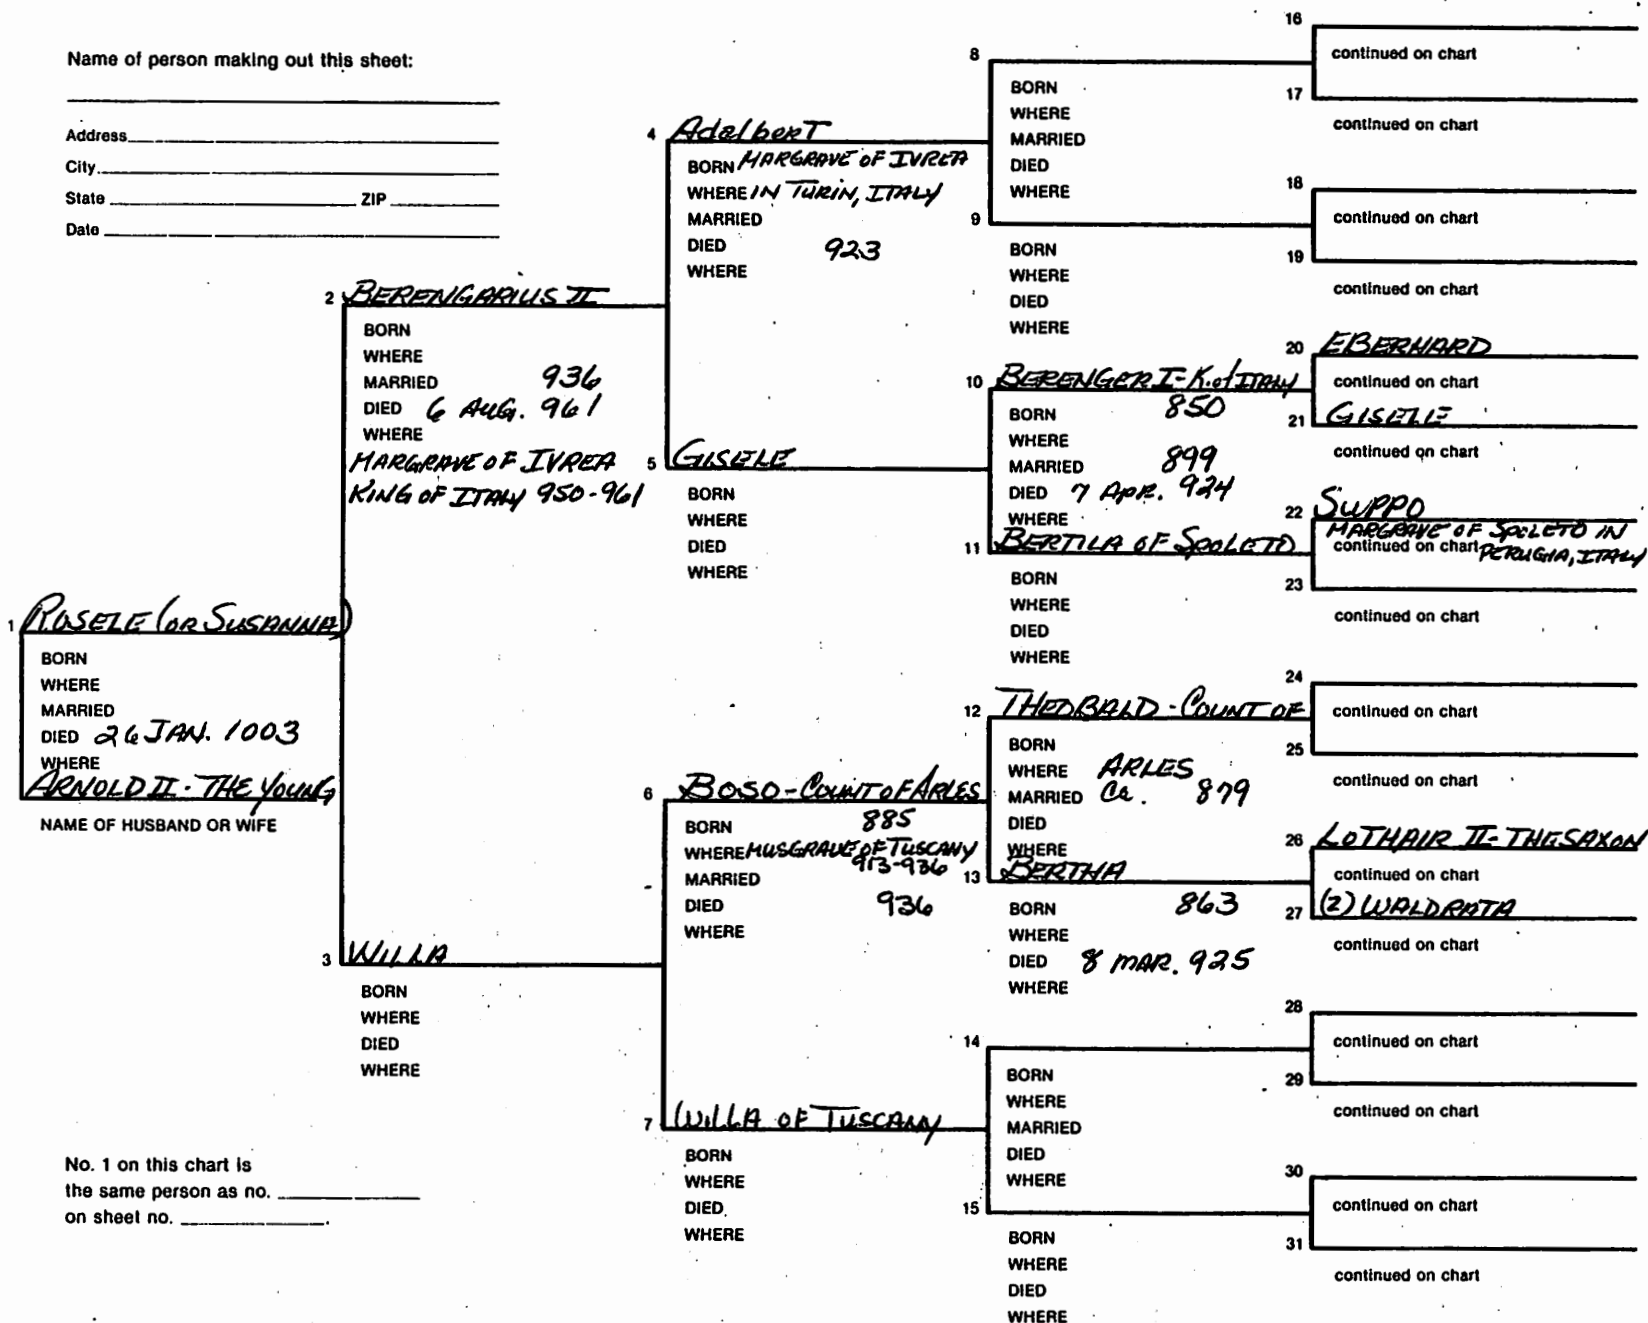 Name of person making out this sheet:
Address
City
State ZIP
Date
1 ROSELE (OR SUSANNA)
BORN
WHERE
MARRIED
DIED 26 JAN. 1003
WHERE
ARNOLD II - THE YOUNG
NAME OF HUSBAND OR WIFE
2 BERENGARIUS II
BORN
WHERE
MARRIED 936
DIED 6 AUG. 961
WHERE
MARGRAVE OF IVREA
KING OF ITALY 950-961
3 WILLA
BORN
WHERE
DIED
WHERE
4 Adalbert
BORN MARGRAVE OF IVREA
WHERE IN TURIN, ITALY
MARRIED
DIED 923
WHERE
5 GISELE
BORN
WHERE
DIED
WHERE
6 BOSO - COUNT OF ARLES
BORN 885
WHERE MUSGRAVE OF TUSCANY
913-936
MARRIED
DIED 936
WHERE
7 WILLA OF TUSCANY
BORN
WHERE
DIED
WHERE
8
BORN
WHERE
MARRIED
DIED
WHERE
9
BORN
WHERE
DIED
WHERE
10 BERENGER I - K. of ITALY
BORN 850
WHERE
MARRIED 899
DIED 7 APR. 924
WHERE
11 BERTILA OF SPOLETO
BORN
WHERE
DIED
WHERE
12 THEOBALD - COUNT OF
BORN
WHERE ARLES
MARRIED Ca. 879
DIED
WHERE
13 BERTHA
BORN 863
WHERE
DIED 8 MAR. 925
WHERE
14
BORN
WHERE
MARRIED
DIED
WHERE
15
BORN
WHERE
DIED
WHERE
16
continued on chart
17
continued on chart
18
continued on chart
19
continued on chart
20 EBERHARD
continued on chart
21 GISELE
continued on chart
22 SUPPO
MARGRAVE OF SPOLETO IN
continued on chart PERUGIA, ITALY
23
continued on chart
24
continued on chart
25
continued on chart
26 LOTHAIR II - THE SAXON
continued on chart
27 (2) WALDRATA
continued on chart
28
continued on chart
29
continued on chart
30
continued on chart
31
continued on chart
No. 1 on this chart is
the same person as no.
on sheet no. .